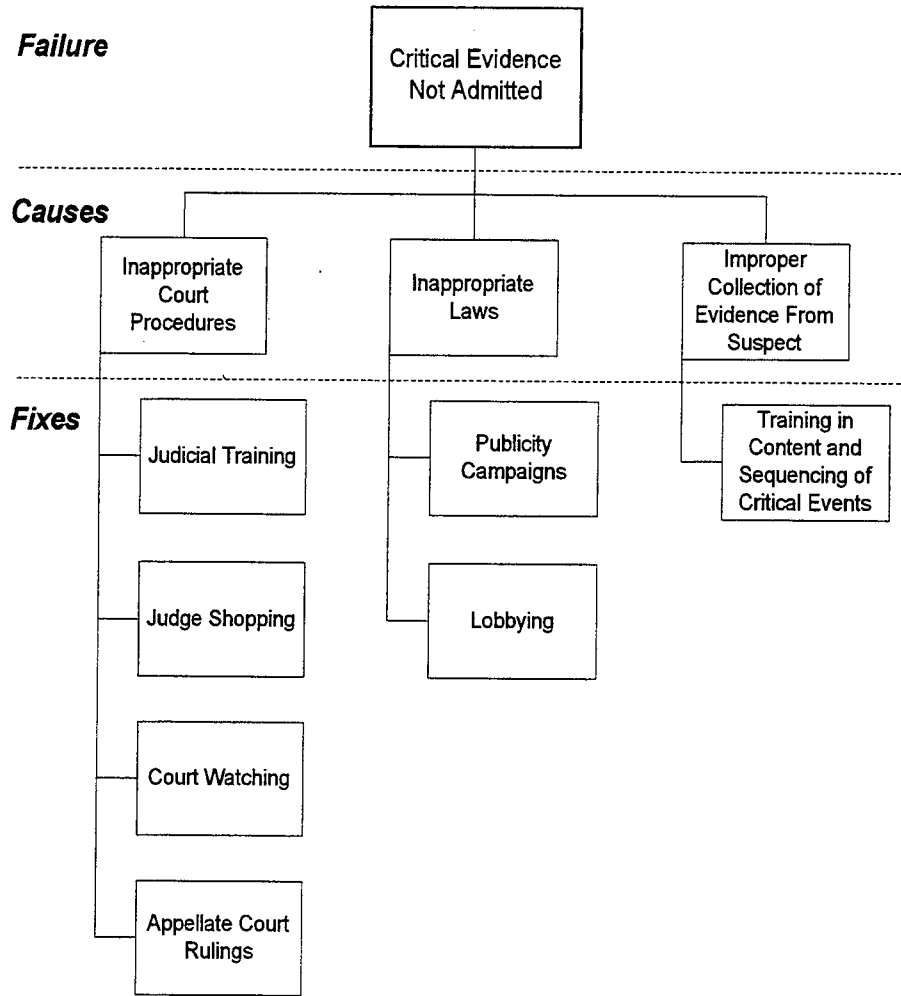 Failure
Critical Evidence
Not Admitted
Causes
Inappropriate
Court
Procedures
Inappropriate
Laws
Improper
Collection of
Evidence From
Suspect
Fixes
Judicial Training
Judge Shopping
Court Watching
Appellate Court
Rulings
Publicity
Campaigns
Lobbying
Training in
Content and
Sequencing of
Critical Events